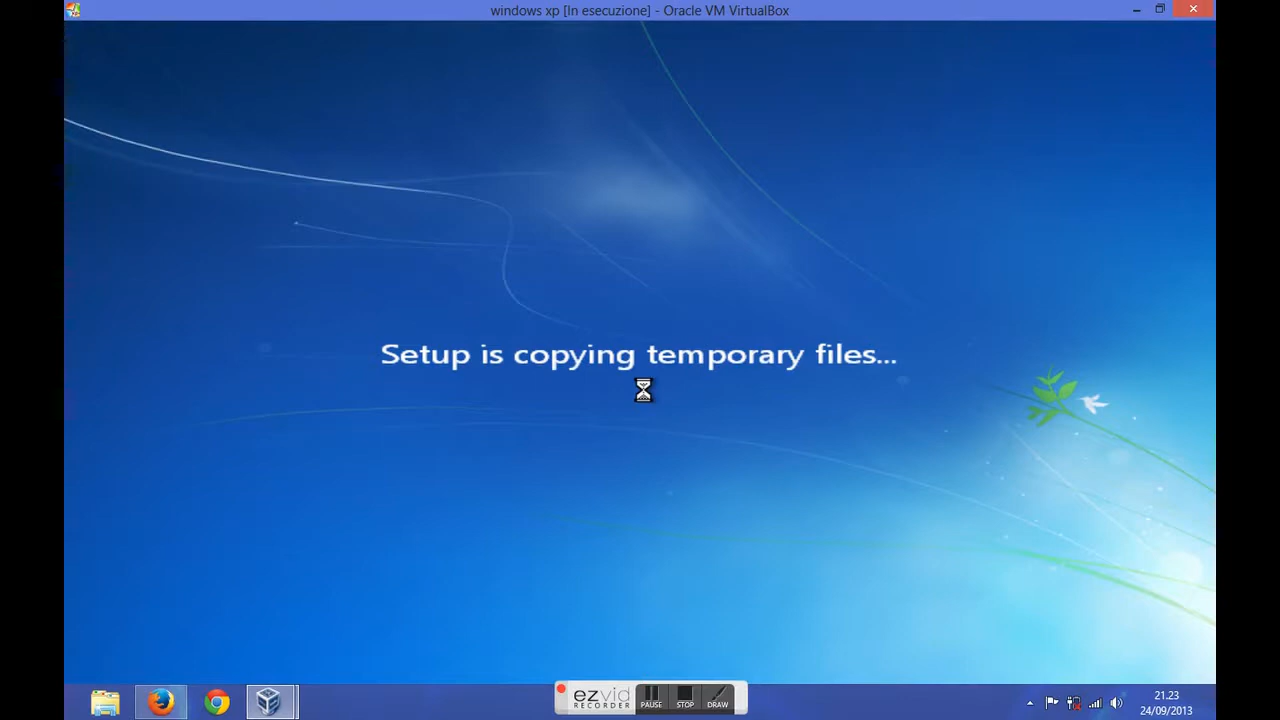 windows xp [In esecuzione] - Oracle VM VirtualBox
Setup is copying temporary files...
ezvid
RECORDER
PAUSE
STOP
DRAW
21.23
24/09/2013